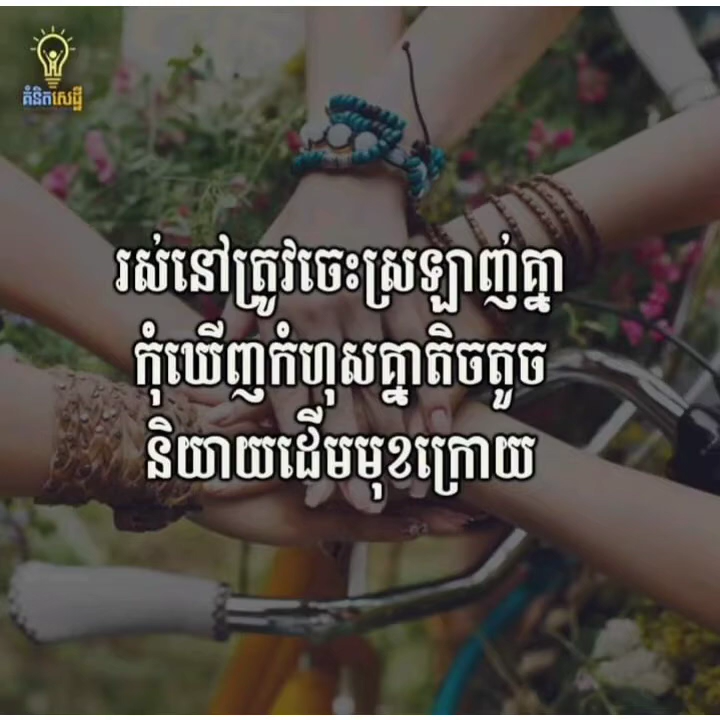 គំនិតសេដ្ឋី
រស់នៅត្រូវចេះស្រឡាញ់គ្នា
កុំឃើញកំហុសគ្នាតិចតួច
និយាយដើមមុខក្រោយ